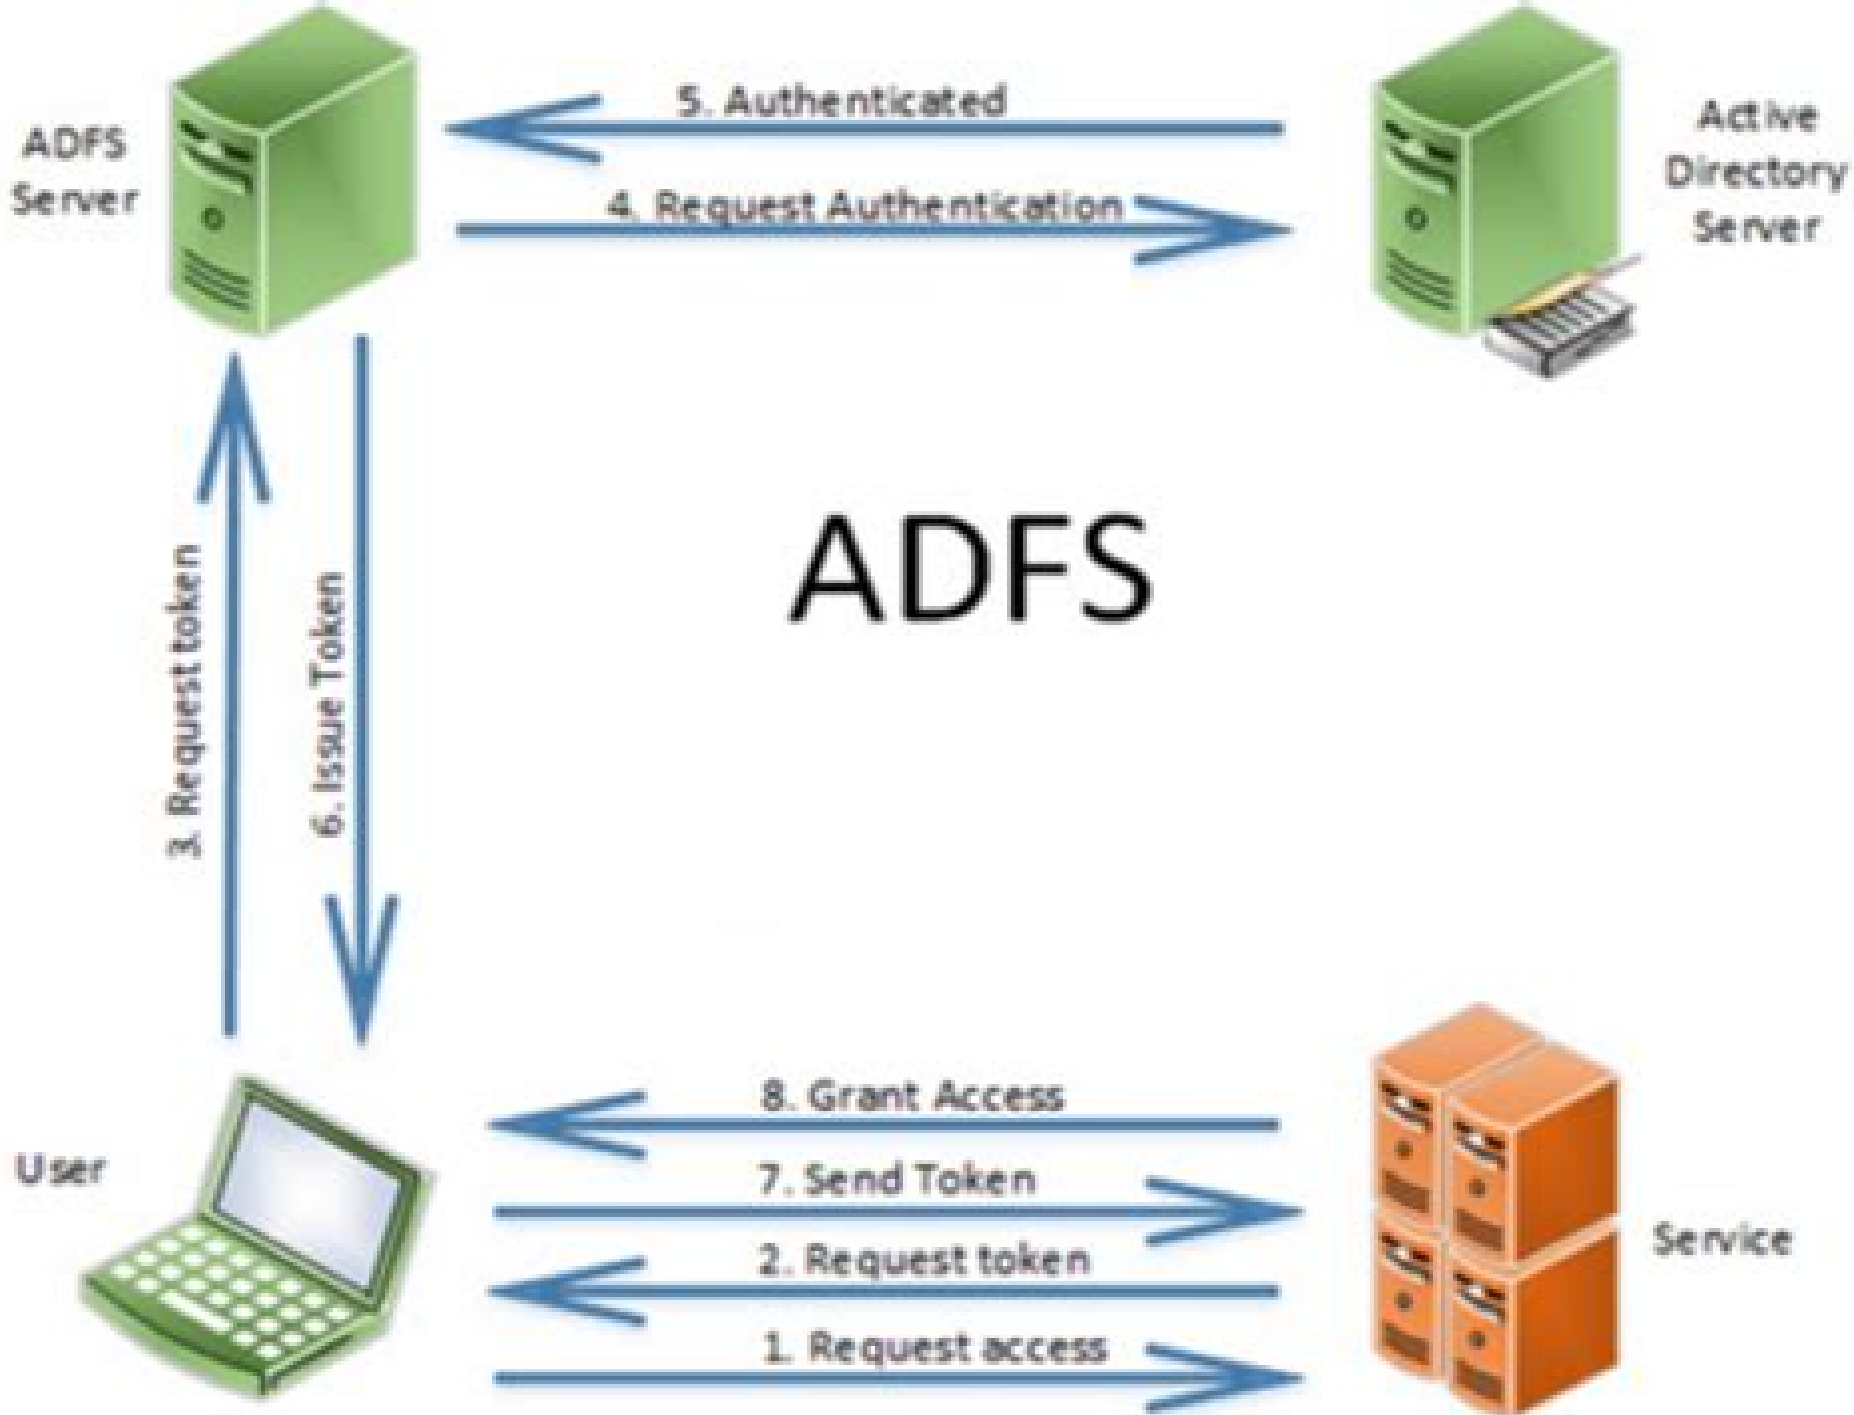 5. Authenticated
ADFS
Server
Active
Directory
Server
4. Request Authentication
3. Request token
6. Issue Token
ADFS
8. Grant Access
User
7. Send Token
Service
2. Request token
1. Request access